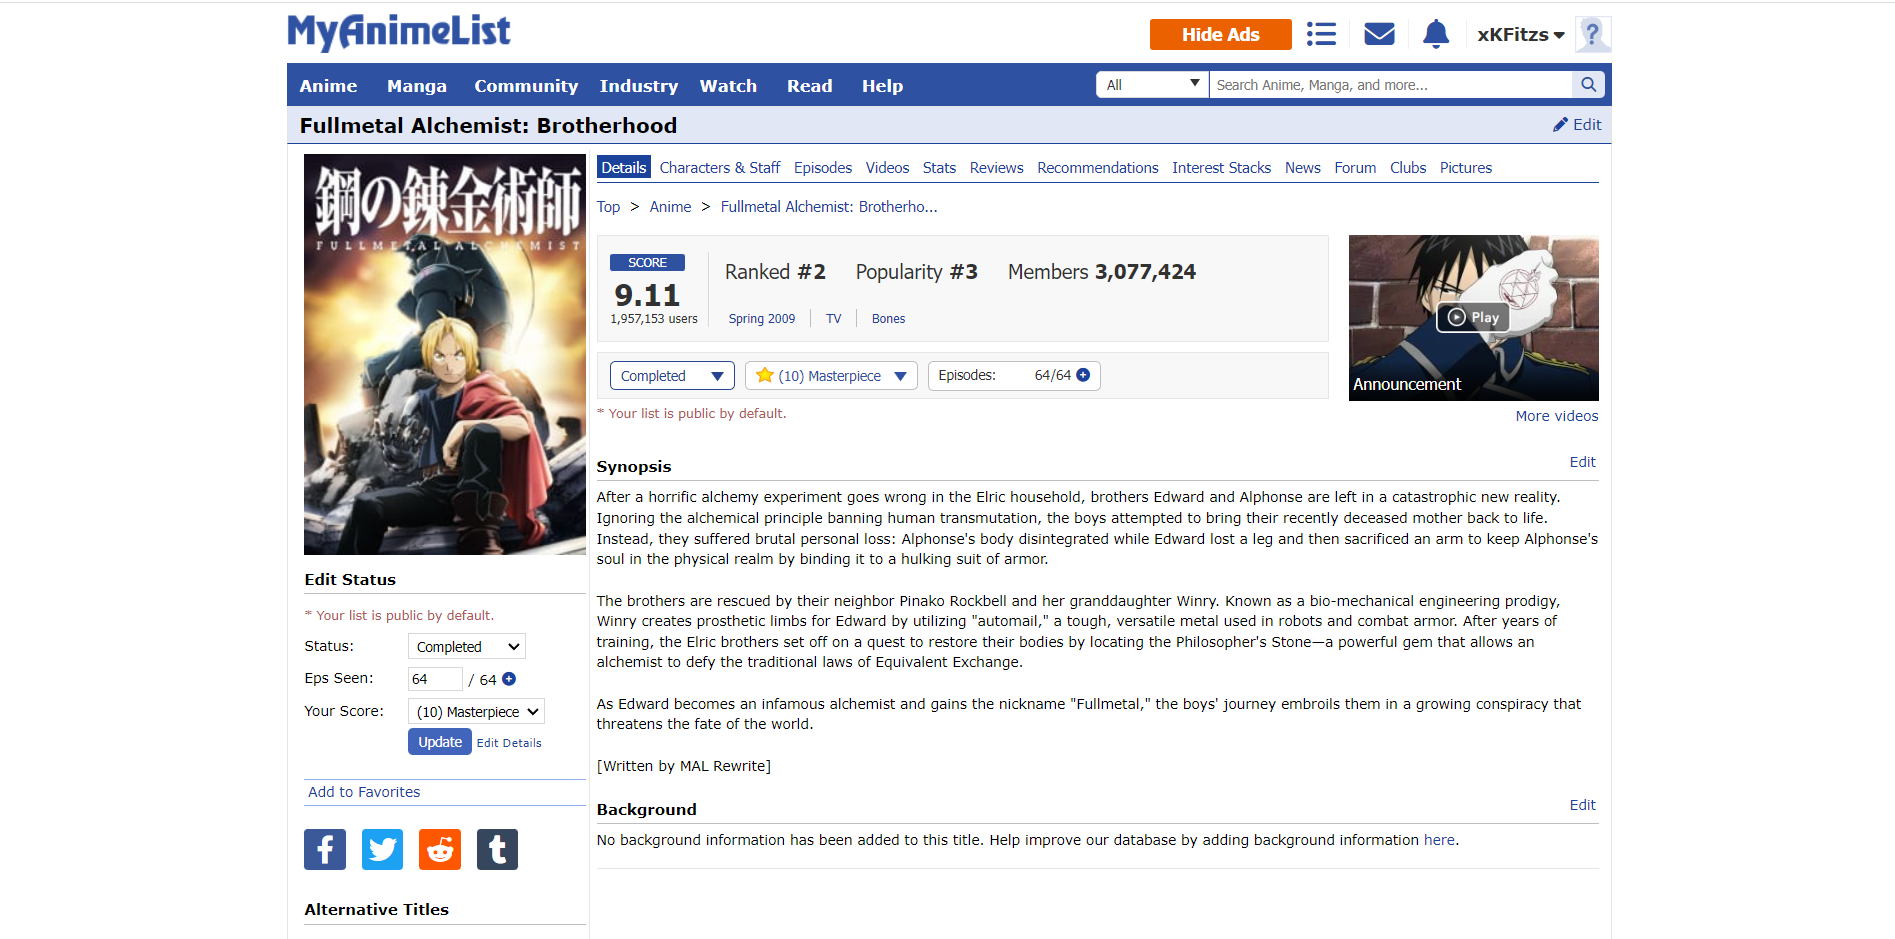 MyAnimeList
Hide Ads
xKFitzs
Anime Manga Community Industry Watch Read Help
All
Search Anime, Manga, and more...
Fullmetal Alchemist: Brotherhood
Edit
鋼の錬金術師
FULLMETAL ALCHEMIST
Edit Status
* Your list is public by default.
Status: Completed
Eps Seen: 64 / 64
Your Score: (10) Masterpiece
Update Edit Details
Add to Favorites
Alternative Titles
Details Characters & Staff Episodes Videos Stats Reviews Recommendations Interest Stacks News Forum Clubs Pictures
Top > Anime > Fullmetal Alchemist: Brotherho...
SCORE
9.11
1,957,153 users
Ranked #2 Popularity #3 Members 3,077,424
Spring 2009 TV Bones
Completed (10) Masterpiece Episodes: 64/64
* Your list is public by default.
Play
Announcement
More videos
Synopsis
Edit
After a horrific alchemy experiment goes wrong in the Elric household, brothers Edward and Alphonse are left in a catastrophic new reality.
Ignoring the alchemical principle banning human transmutation, the boys attempted to bring their recently deceased mother back to life.
Instead, they suffered brutal personal loss: Alphonse's body disintegrated while Edward lost a leg and then sacrificed an arm to keep Alphonse's
soul in the physical realm by binding it to a hulking suit of armor.
The brothers are rescued by their neighbor Pinako Rockbell and her granddaughter Winry. Known as a bio-mechanical engineering prodigy,
Winry creates prosthetic limbs for Edward by utilizing "automail," a tough, versatile metal used in robots and combat armor. After years of
training, the Elric brothers set off on a quest to restore their bodies by locating the Philosopher's Stone—a powerful gem that allows an
alchemist to defy the traditional laws of Equivalent Exchange.
As Edward becomes an infamous alchemist and gains the nickname "Fullmetal," the boys' journey embroils them in a growing conspiracy that
threatens the fate of the world.
[Written by MAL Rewrite]
Background
Edit
No background information has been added to this title. Help improve our database by adding background information here.